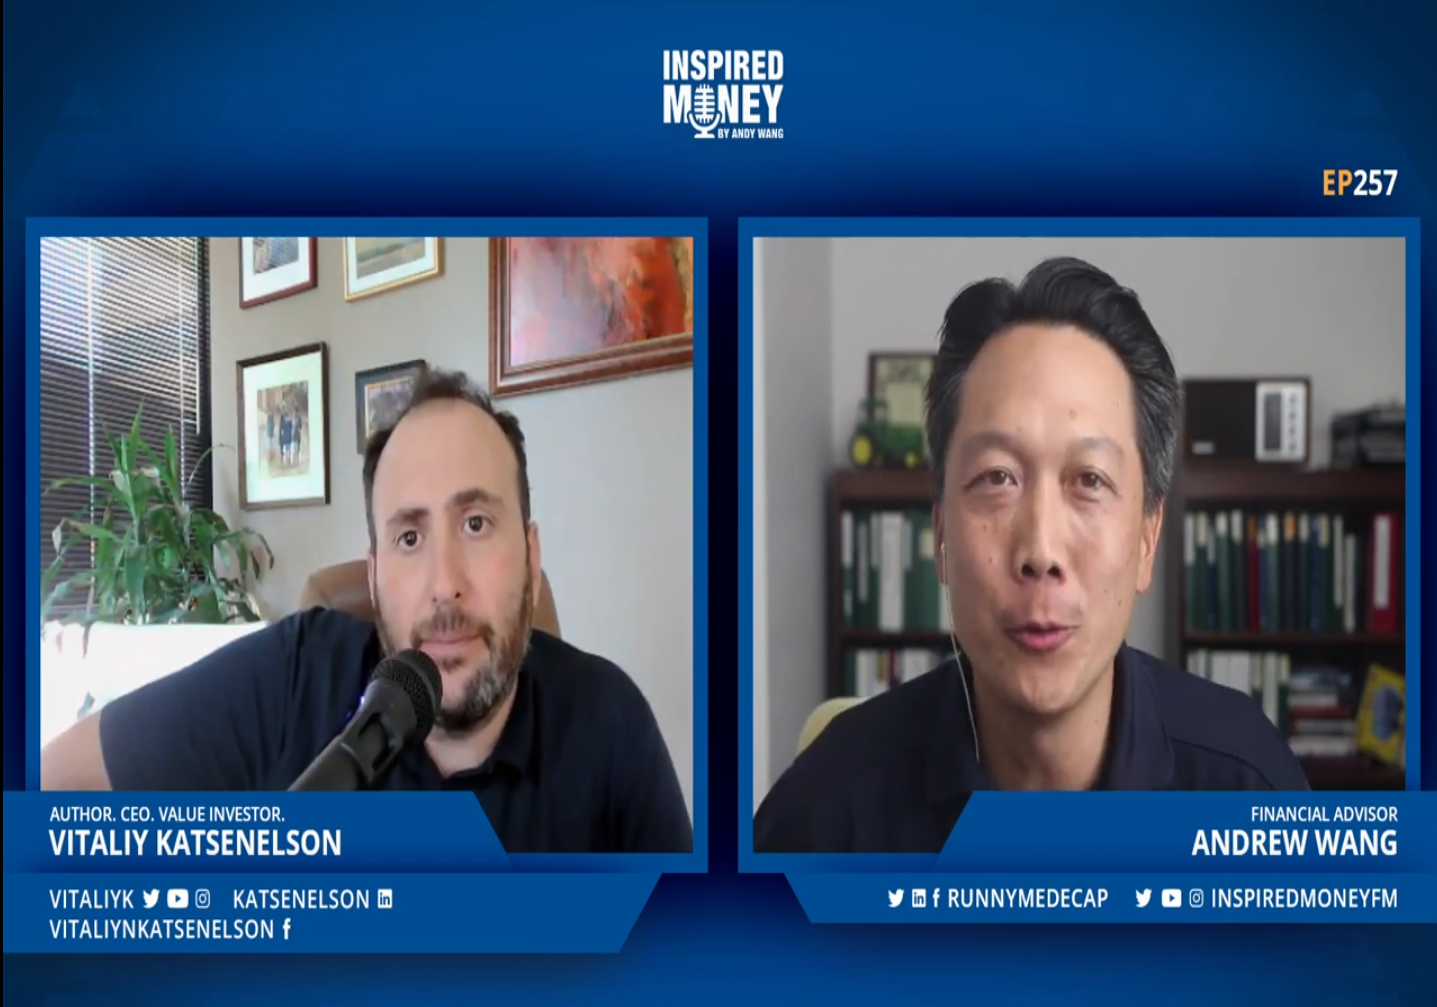 INSPIRED
MONEY
BY ANDY WANG
EP257
AUTHOR. CEO. VALUE INVESTOR.
VITALIY KATSENELSON
VITALIYK KATSENELSON
VITALIYNKATSENELSON
FINANCIAL ADVISOR
ANDREW WANG
RUNNYMEDECAP INSPIREDMONEYFM